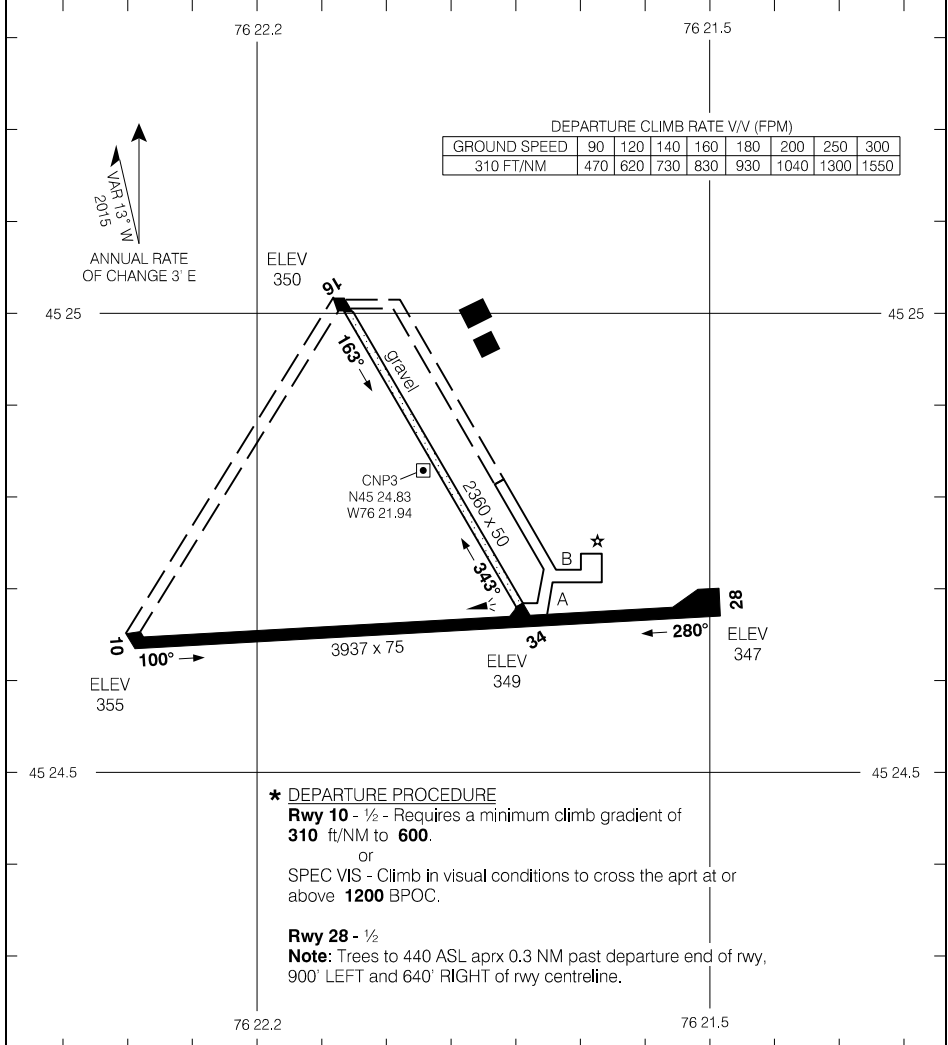 76 22.2
76 21.5
DEPARTURE CLIMB RATE V/V (FPM)
GROUND SPEED 90 120 140 160 180 200 250 300
310 FT/NM 470 620 730 830 930 1040 1300 1550
VAR 13° W
2015
ANNUAL RATE
OF CHANGE 3' E
ELEV
350
16
45 25
45 25
163°
gravel
CNP3
N45 24.83
W76 21.94
2360 x 50
B
343°
A
28
10
100°
3937 x 75
34
280°
ELEV
347
ELEV
349
ELEV
355
45 24.5
45 24.5
* DEPARTURE PROCEDURE
Rwy 10 - ½ - Requires a minimum climb gradient of
310 ft/NM to 600.
or
SPEC VIS - Climb in visual conditions to cross the aprt at or
above 1200 BPOC.
Rwy 28 - ½
Note: Trees to 440 ASL aprx 0.3 NM past departure end of rwy,
900' LEFT and 640' RIGHT of rwy centreline.
76 22.2
76 21.5